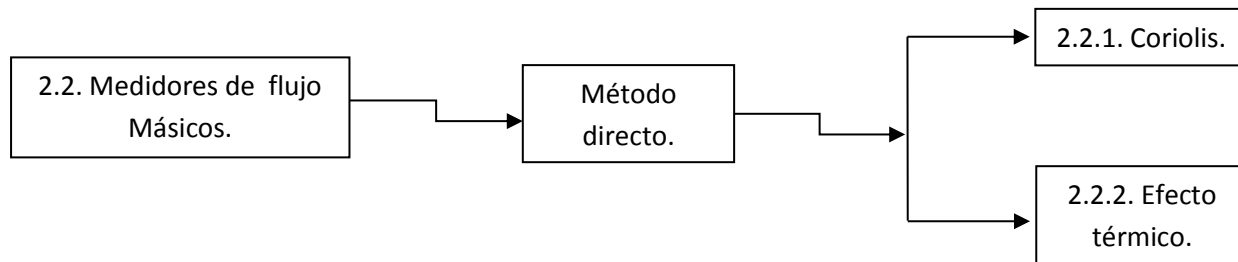 2.2. Medidores de flujo
Másicos.
Método
directo.
2.2.1. Coriolis.
2.2.2. Efecto
térmico.